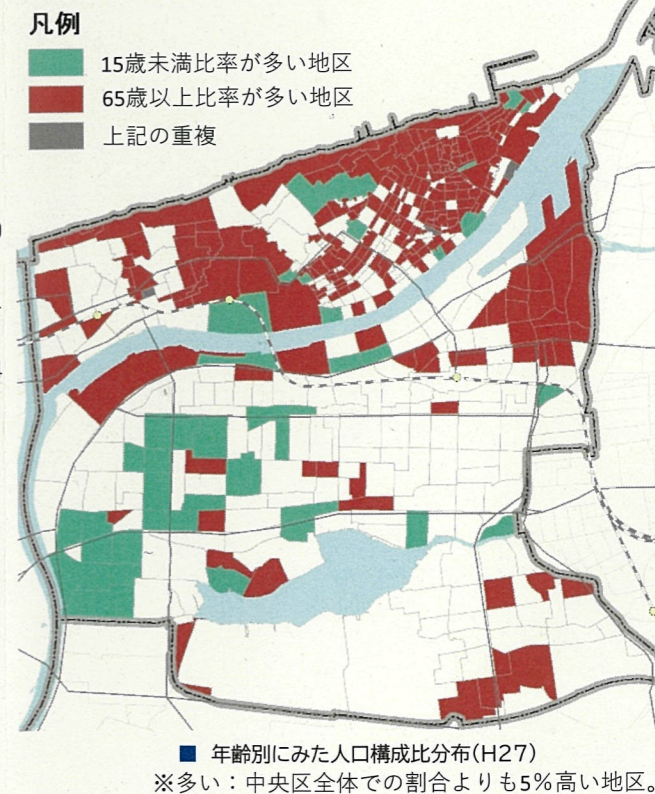 凡例
15歳未満比率が多い地区
65歳以上比率が多い地区
上記の重複
■ 年齢別にみた人口構成比分布(H27)
※多い：中央区全体での割合よりも5%高い地区。